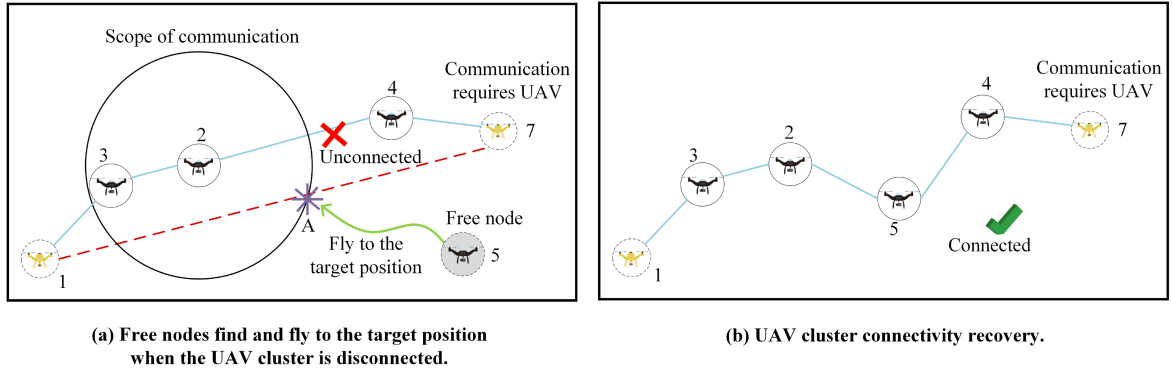 Scope of communication
4
Communication
requires UAV
2
7
3
Unconnected
A
Free node
Fly to the
target position
5
1
4
Communication
requires UAV
2
7
3
5
Connected
1
(a) Free nodes find and fly to the target position
when the UAV cluster is disconnected.
(b) UAV cluster connectivity recovery.